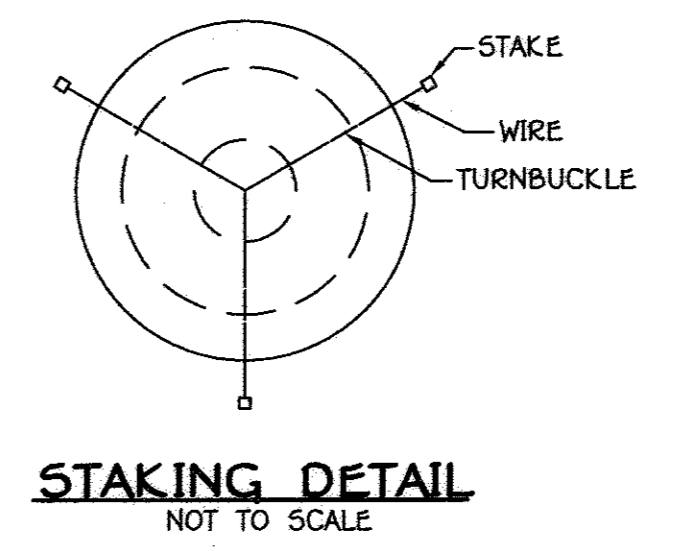 STAKE
WIRE
TURNBUCKLE
STAKING DETAIL
NOT TO SCALE